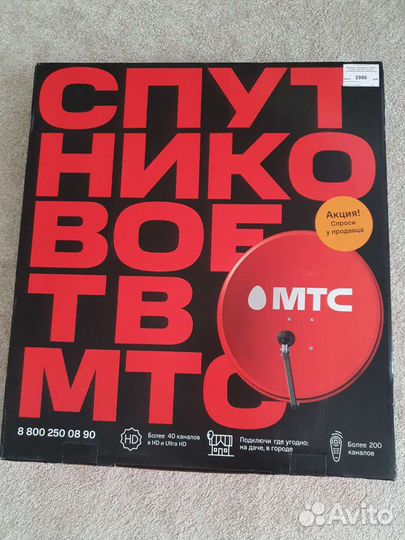 2990
СПУТ
НИКО
ВОЕ
ТВ
МТС
Акция!
Спроси
у продавца
МТС
8 800 250 08 90
HD
Более 40 каналов
в HD и Ultra HD
Подключи где угодно:
на даче, в городе
Более 200
каналов
Avito